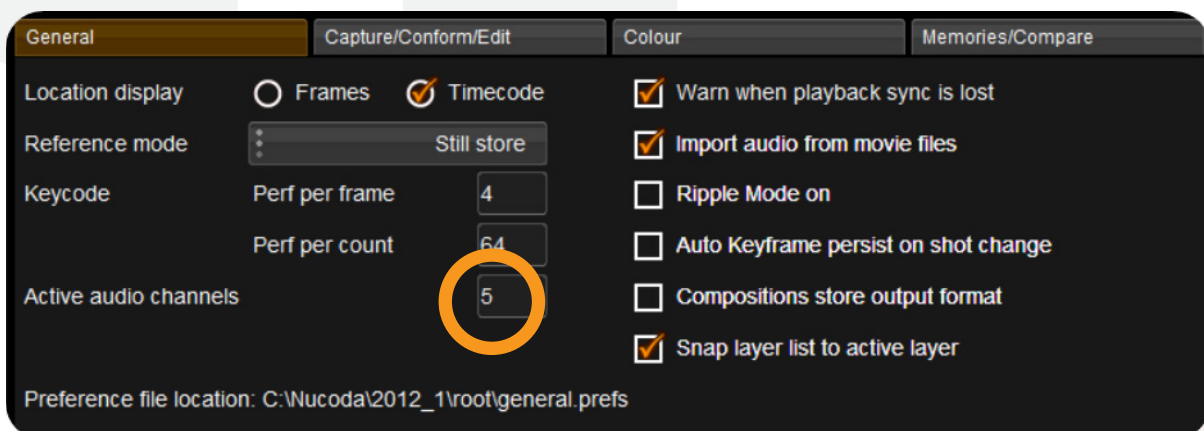 General Capture/Conform/Edit Colour Memories/Compare
Location display Frames Timecode Warn when playback sync is lost
Reference mode Still store Import audio from movie files
Keycode Perf per frame 4 Ripple Mode on
Perf per count 64 Auto Keyframe persist on shot change
Active audio channels 5 Compositions store output format
Snap layer list to active layer
Preference file location: C:\Nucoda\2012_1\root\general.prefs